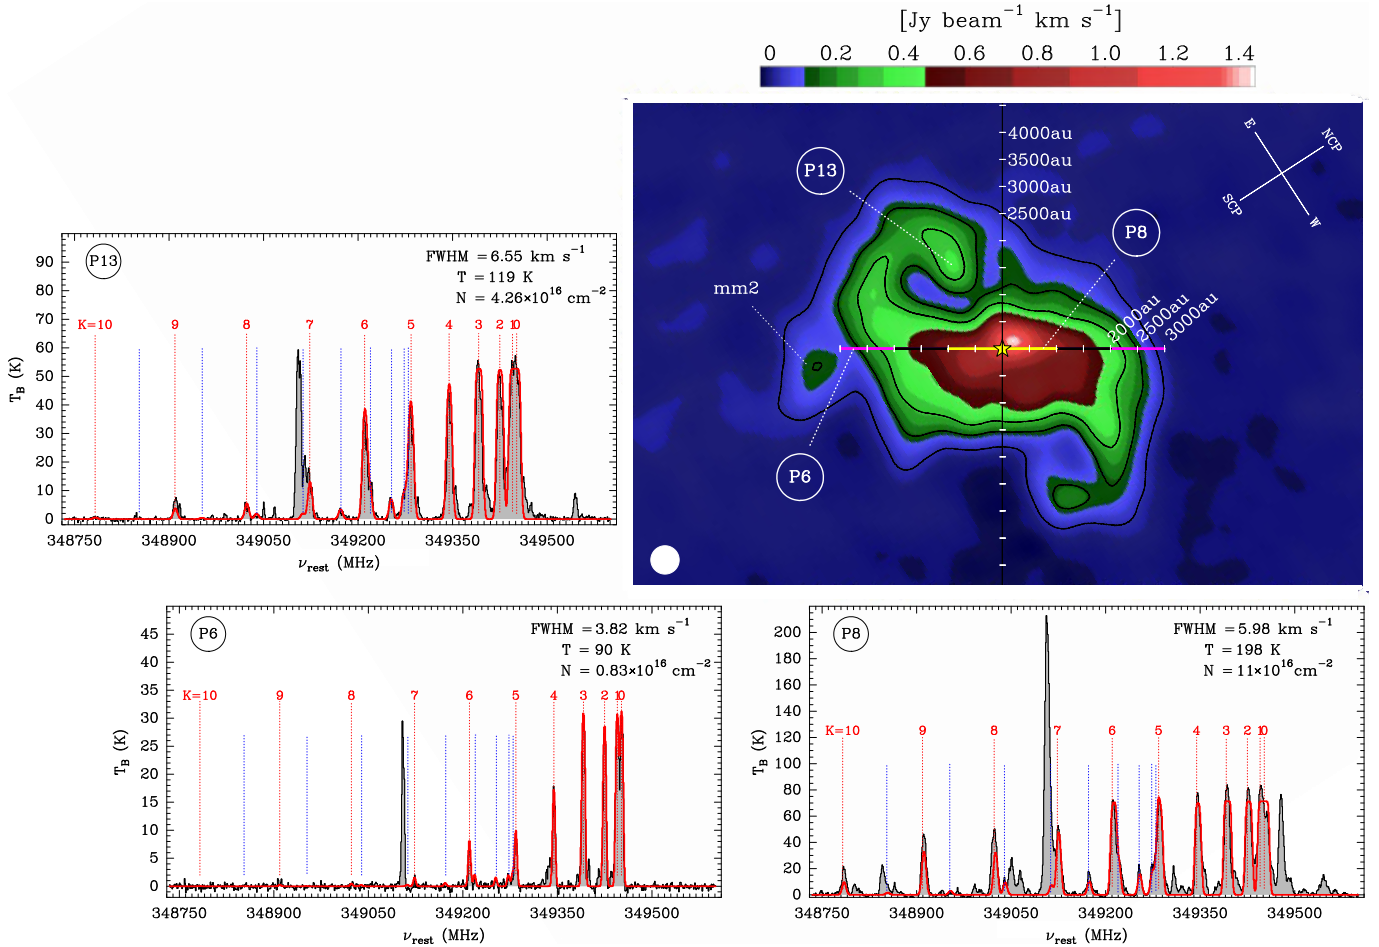 [Jy beam⁻¹ km s⁻¹]
0 0.2 0.4 0.6 0.8 1.0 1.2 1.4
4000au
3500au
3000au
2500au
E NCP
SCP W
P13
P8
mm2
2000au
2500au
3000au
P6
P13
FWHM = 6.55 km s⁻¹
T = 119 K
N = 4.26×10¹⁶ cm⁻²
K=10 9 8 7 6 5 4 3 2 1 0
90
80
70
60
50
40
30
20
10
0
T_B (K)
348750 348900 349050 349200 349350 349500
ν_rest (MHz)
P6
FWHM = 3.82 km s⁻¹
T = 90 K
N = 0.83×10¹⁶ cm⁻²
K=10 9 8 7 6 5 4 3 2 1 0
45
40
35
30
25
20
15
10
5
0
T_B (K)
348750 348900 349050 349200 349350 349500
ν_rest (MHz)
P8
FWHM = 5.98 km s⁻¹
T = 198 K
N = 11×10¹⁶ cm⁻²
K=10 9 8 7 6 5 4 3 2 1 0
200
180
160
140
120
100
80
60
40
20
0
T_B (K)
348750 348900 349050 349200 349350 349500
ν_rest (MHz)